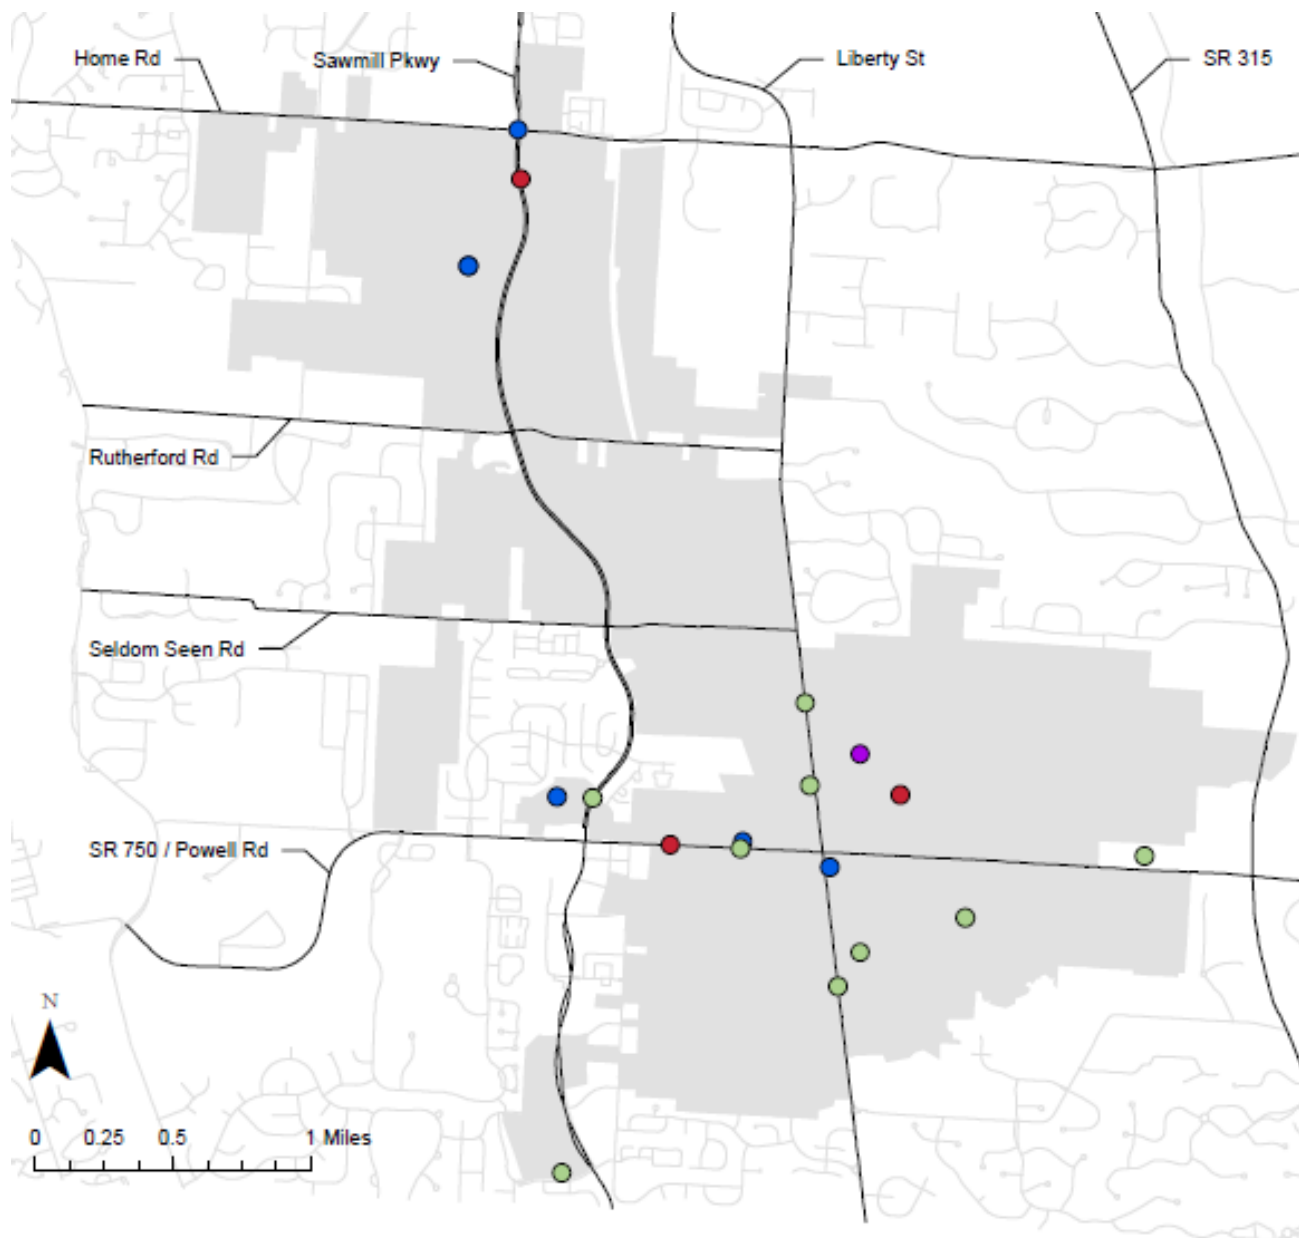 Home Rd
Sawmill Pkwy
Liberty St
SR 315
Rutherford Rd
Seldom Seen Rd
SR 750 / Powell Rd
N
0 0.25 0.5 1 Miles